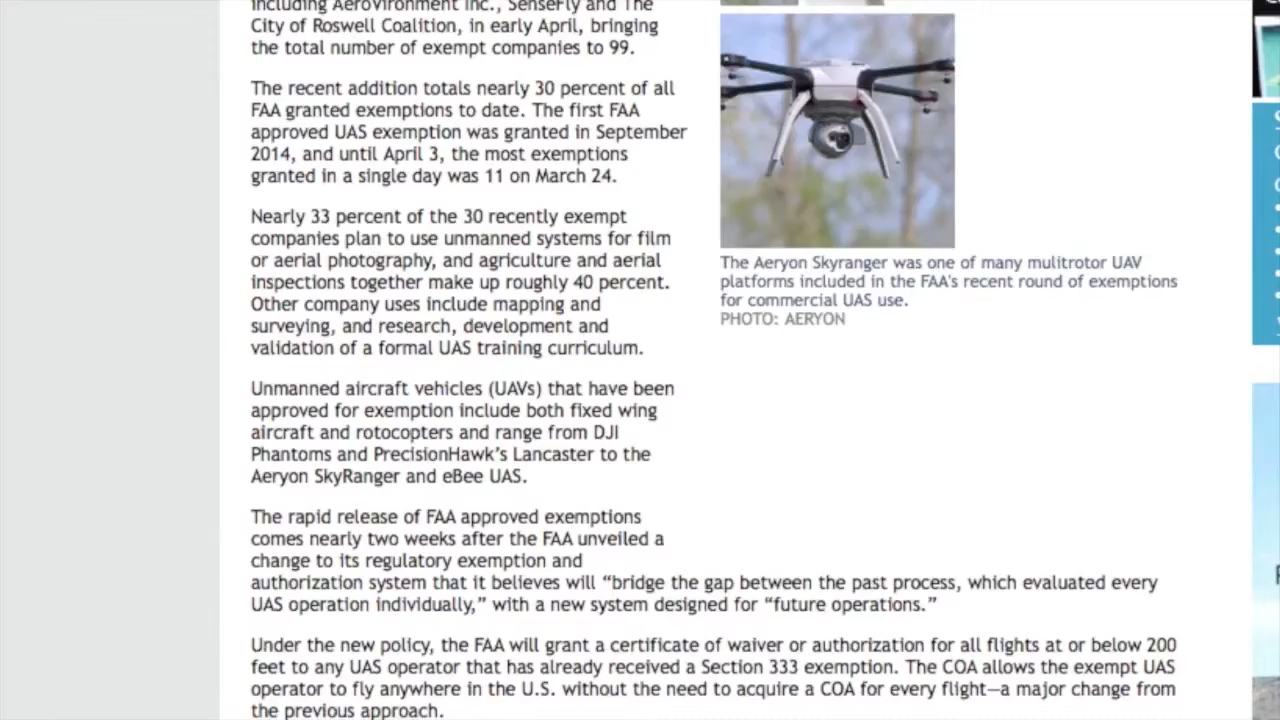 including AeroVironment Inc., SenseFly and The
City of Roswell Coalition, in early April, bringing
the total number of exempt companies to 99.
The recent addition totals nearly 30 percent of all
FAA granted exemptions to date. The first FAA
approved UAS exemption was granted in September
2014, and until April 3, the most exemptions
granted in a single day was 11 on March 24.
Nearly 33 percent of the 30 recently exempt
companies plan to use unmanned systems for film
or aerial photography, and agriculture and aerial
inspections together make up roughly 40 percent.
Other company uses include mapping and
surveying, and research, development and
validation of a formal UAS training curriculum.
Unmanned aircraft vehicles (UAVs) that have been
approved for exemption include both fixed wing
aircraft and rotocopters and range from DJI
Phantoms and PrecisionHawk’s Lancaster to the
Aeryon SkyRanger and eBee UAS.
The rapid release of FAA approved exemptions
comes nearly two weeks after the FAA unveiled a
change to its regulatory exemption and
authorization system that it believes will “bridge the gap between the past process, which evaluated every
UAS operation individually,” with a new system designed for “future operations.”
Under the new policy, the FAA will grant a certificate of waiver or authorization for all flights at or below 200
feet to any UAS operator that has already received a Section 333 exemption. The COA allows the exempt UAS
operator to fly anywhere in the U.S. without the need to acquire a COA for every flight—a major change from
the previous approach.
The Aeryon Skyranger was one of many mulitrotor UAV
platforms included in the FAA's recent round of exemptions
for commercial UAS use.
PHOTO: AERYON